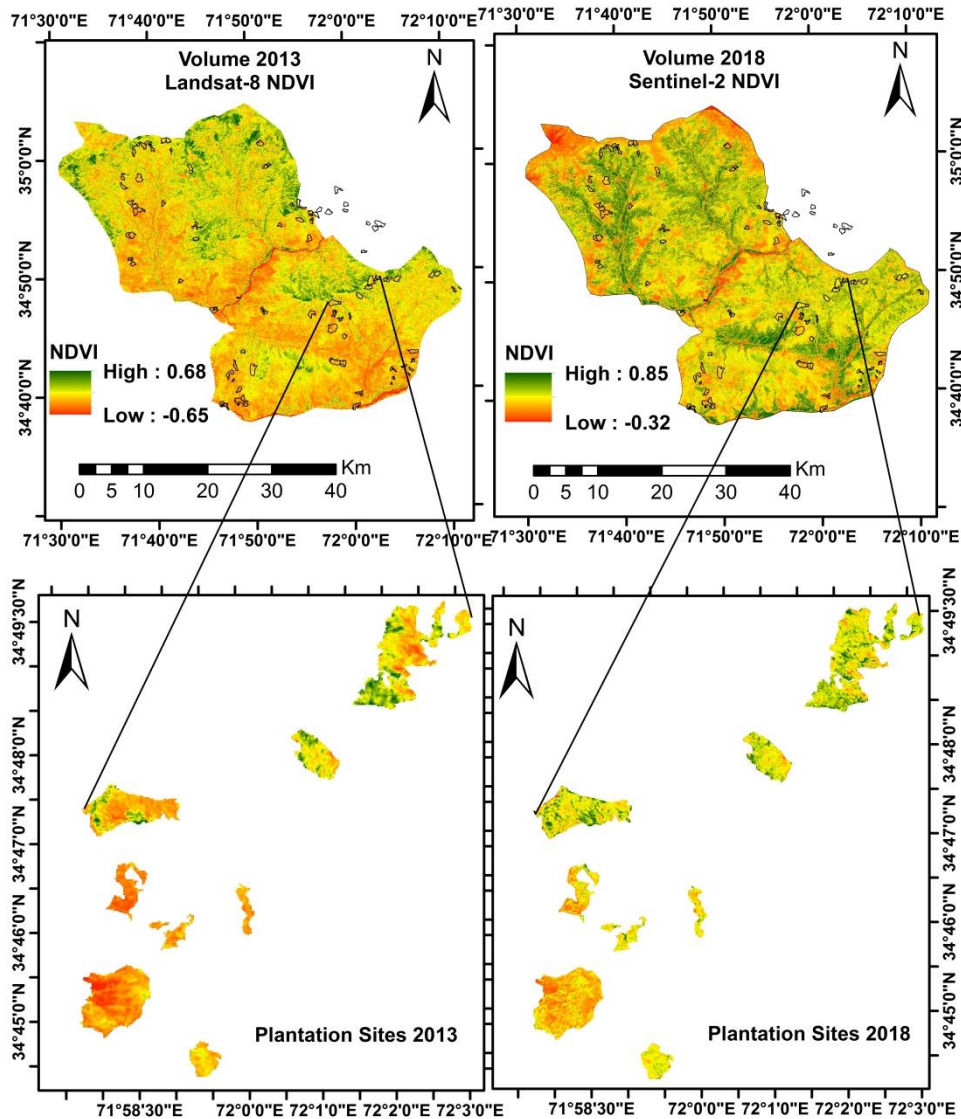 71°30'0"E 71°40'0"E 71°50'0"E 72°0'0"E 72°10'0"E
Volume 2013
Landsat-8 NDVI
N
35°0'0"N
34°50'0"N
34°40'0"N
NDVI
High : 0.68
Low : -0.65
Km
0 5 10 20 30 40
71°30'0"E 71°40'0"E 71°50'0"E 72°0'0"E 72°10'0"E
71°30'0"E 71°40'0"E 71°50'0"E 72°0'0"E 72°10'0"E
Volume 2018
Sentinel-2 NDVI
N
35°0'0"N
34°50'0"N
34°40'0"N
NDVI
High : 0.85
Low : -0.32
Km
0 5 10 20 30 40
71°30'0"E 71°40'0"E 71°50'0"E 72°0'0"E 72°10'0"E
N
34°49'30"N
34°48'0"N
34°47'0"N
34°46'0"N
34°45'0"N
Plantation Sites 2013
71°58'30"E 72°0'0"E 72°1'0"E 72°2'0"E 72°3'0"E
N
34°49'30"N
34°48'0"N
34°47'0"N
34°46'0"N
34°45'0"N
Plantation Sites 2018
71°58'30"E 72°0'0"E 72°1'0"E 72°2'0"E 72°3'0"E